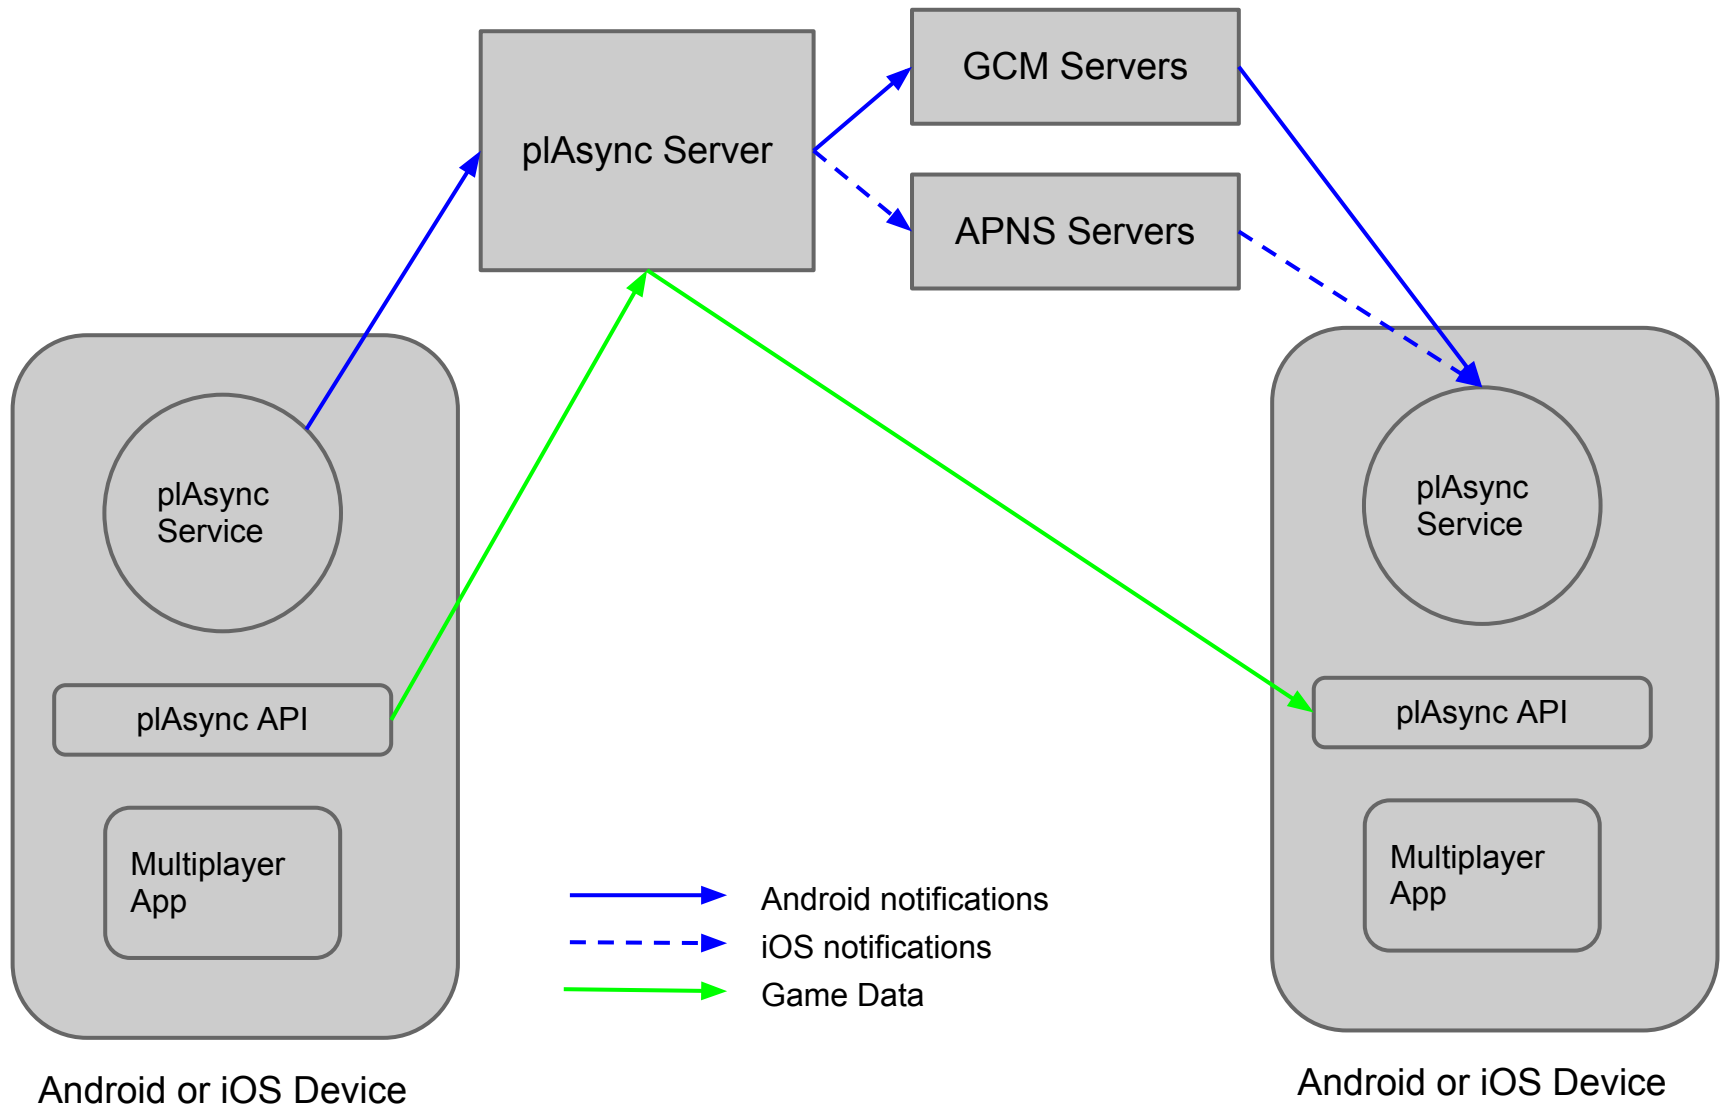 GCM Servers
plAsync Server
APNS Servers
plAsync
Service
plAsync
Service
plAsync API
plAsync API
Multiplayer
App
Multiplayer
App
Android notifications
iOS notifications
Game Data
Android or iOS Device
Android or iOS Device